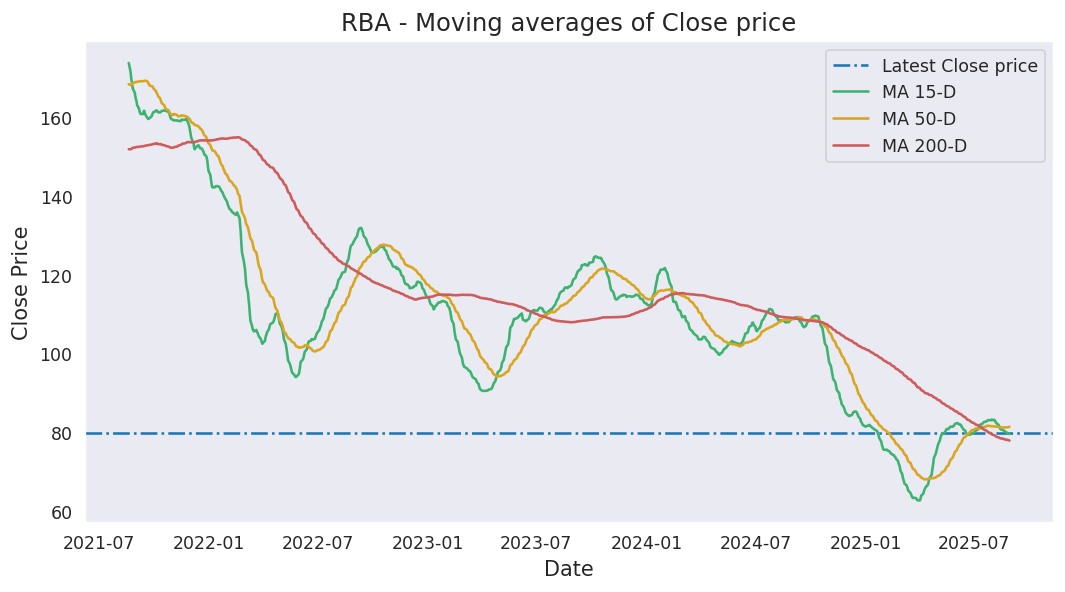 RBA - Moving averages of Close price
Latest Close price
MA 15-D
MA 50-D
MA 200-D
Close Price
160
140
120
100
80
60
2021-07 2022-01 2022-07 2023-01 2023-07 2024-01 2024-07 2025-01 2025-07
Date